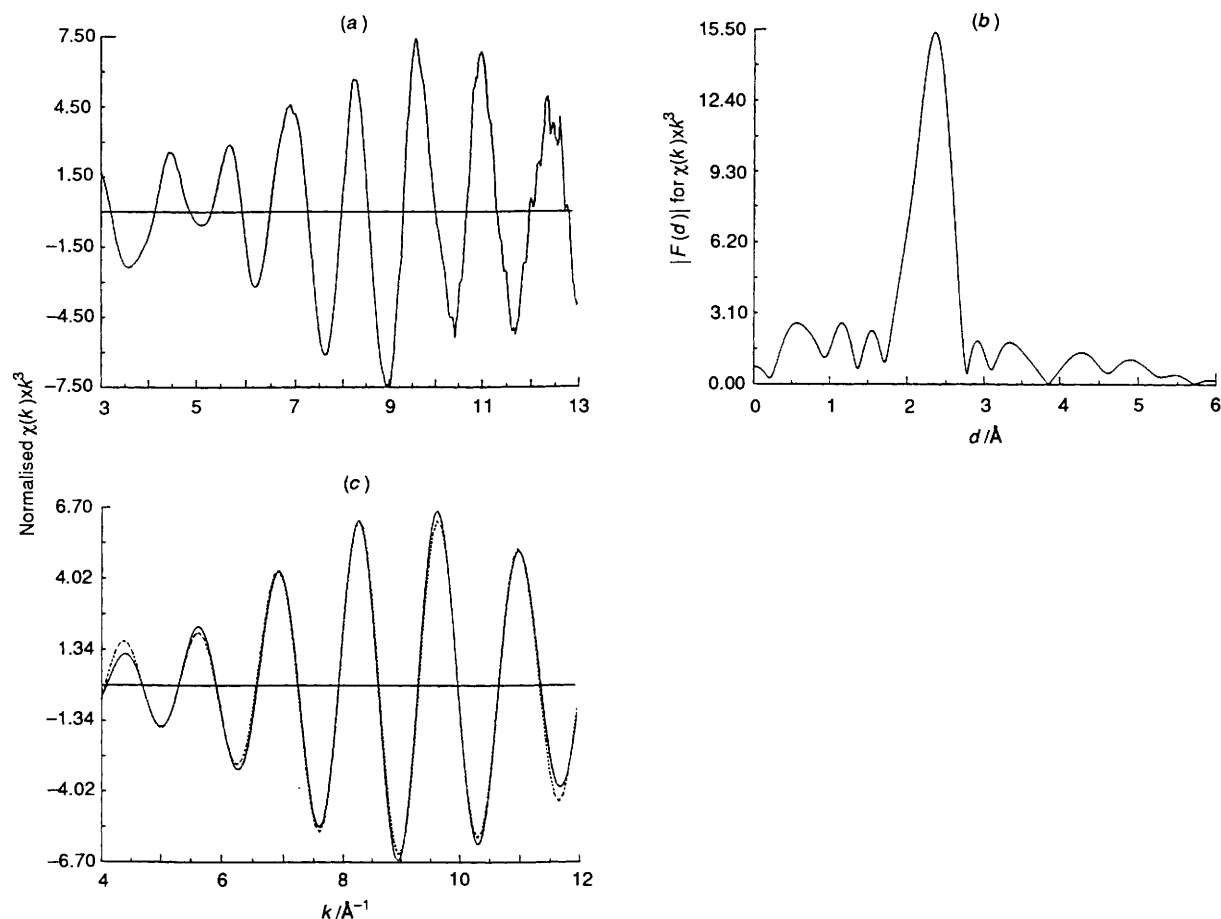 (a)
7.50
4.50
1.50
−1.50
−4.50
−7.50
3 5 7 9 11 13
(b)
15.50
12.40
9.30
6.20
3.10
0.00
|F(d)| for χ(k)xk³
0 1 2 3 4 5 6
d/Å
Normalised χ(k)xk³
(c)
6.70
4.02
1.34
−1.34
−4.02
−6.70
4 6 8 10 12
k/Å⁻¹